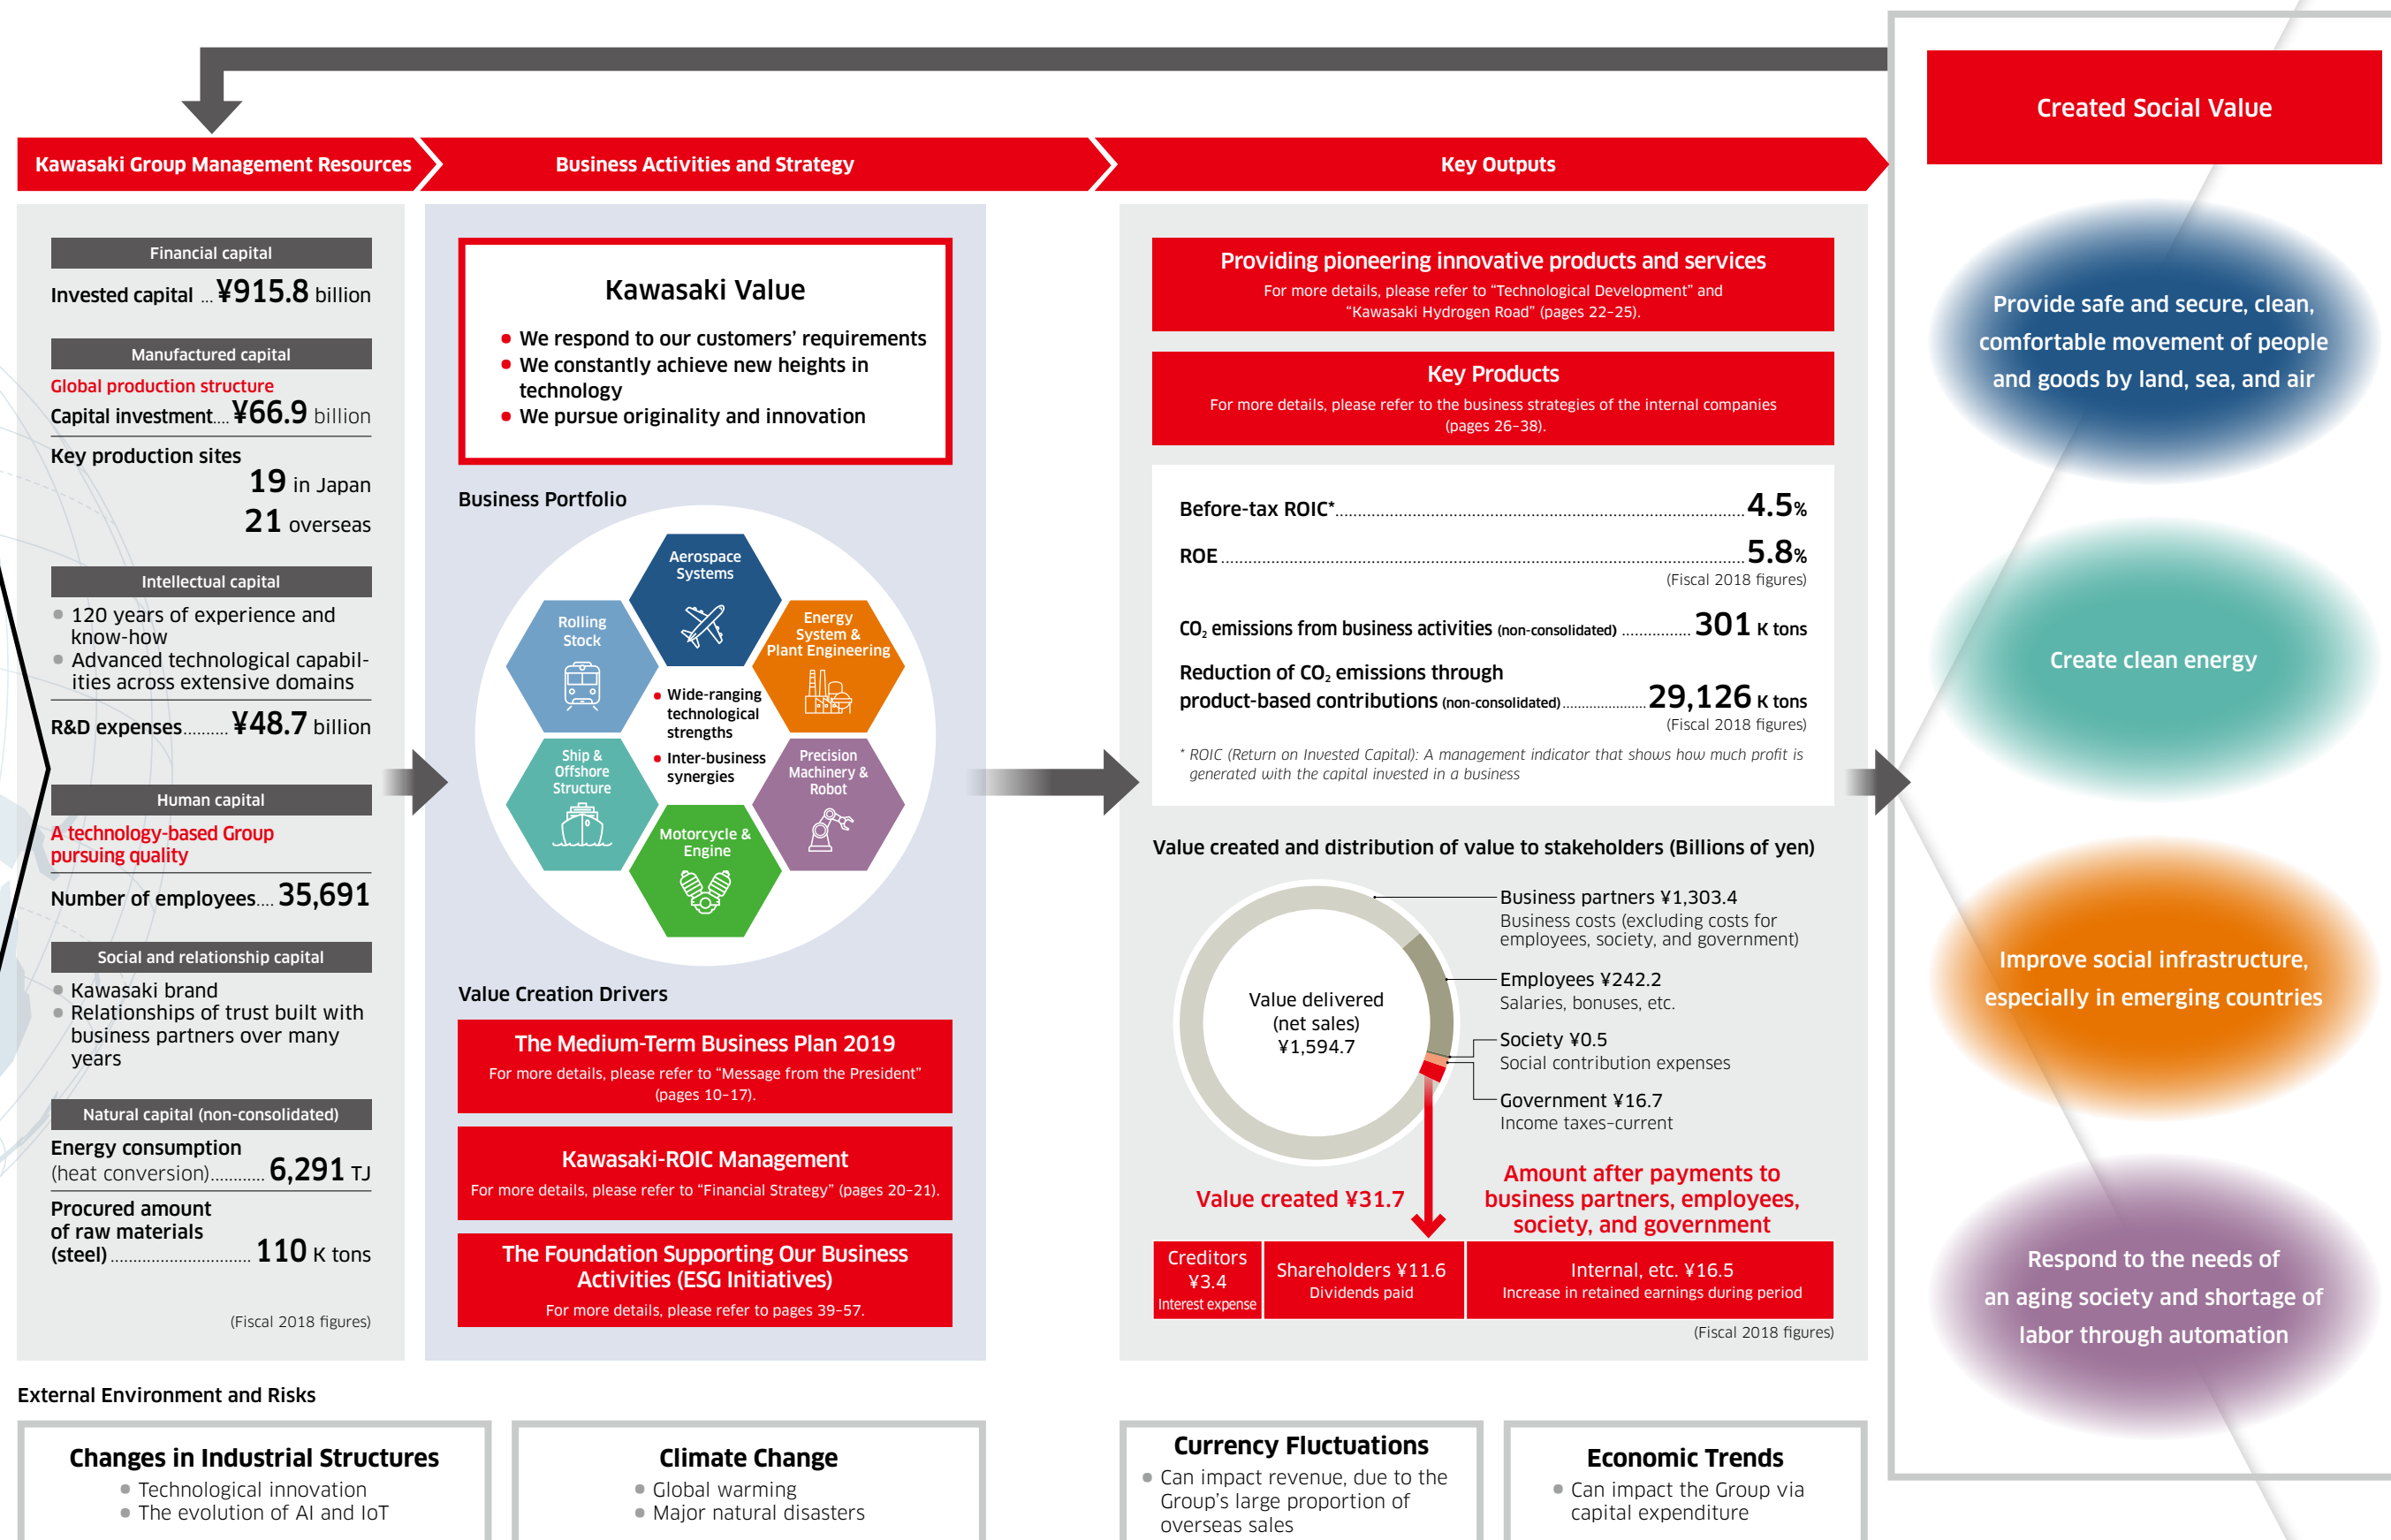 Created Social Value
Kawasaki Group Management Resources
Business Activities and Strategy
Key Outputs
Financial capital
Invested capital ... ¥915.8 billion
Manufactured capital
Global production structure
Capital investment.... ¥66.9 billion
Key production sites
19 in Japan
21 overseas
Intellectual capital
• 120 years of experience and
know-how
• Advanced technological capabil-
ities across extensive domains
R&D expenses.......... ¥48.7 billion
Human capital
A technology-based Group
pursuing quality
Number of employees.... 35,691
Social and relationship capital
• Kawasaki brand
• Relationships of trust built with
business partners over many
years
Natural capital (non-consolidated)
Energy consumption
(heat conversion)............ 6,291 TJ
Procured amount
of raw materials
(steel)............................... 110 K tons
(Fiscal 2018 figures)
Kawasaki Value
• We respond to our customers’ requirements
• We constantly achieve new heights in
technology
• We pursue originality and innovation
Business Portfolio
Aerospace
Systems
Rolling
Stock
Energy
System &
Plant Engineering
• Wide-ranging
technological
strengths
• Inter-business
synergies
Ship &
Offshore
Structure
Precision
Machinery &
Robot
Motorcycle &
Engine
Value Creation Drivers
The Medium-Term Business Plan 2019
For more details, please refer to “Message from the President”
(pages 10–17).
Kawasaki-ROIC Management
For more details, please refer to “Financial Strategy” (pages 20–21).
The Foundation Supporting Our Business
Activities (ESG Initiatives)
For more details, please refer to pages 39–57.
Providing pioneering innovative products and services
For more details, please refer to “Technological Development” and
“Kawasaki Hydrogen Road” (pages 22–25).
Key Products
For more details, please refer to the business strategies of the internal companies
(pages 26–38).
Before-tax ROIC*.......................................................................................... 4.5%
ROE................................................................................................................... 5.8%
(Fiscal 2018 figures)
CO₂ emissions from business activities (non-consolidated) ................ 301 K tons
Reduction of CO₂ emissions through
product-based contributions (non-consolidated)..................... 29,126 K tons
(Fiscal 2018 figures)
* ROIC (Return on Invested Capital): A management indicator that shows how much profit is
generated with the capital invested in a business
Value created and distribution of value to stakeholders (Billions of yen)
Value delivered
(net sales)
¥1,594.7
Business partners ¥1,303.4
Business costs (excluding costs for
employees, society, and government)
Employees ¥242.2
Salaries, bonuses, etc.
Society ¥0.5
Social contribution expenses
Government ¥16.7
Income taxes–current
Value created ¥31.7
Amount after payments to
business partners, employees,
society, and government
Creditors
¥3.4
Interest expense
Shareholders ¥11.6
Dividends paid
Internal, etc. ¥16.5
Increase in retained earnings during period
(Fiscal 2018 figures)
Provide safe and secure, clean,
comfortable movement of people
and goods by land, sea, and air
Create clean energy
Improve social infrastructure,
especially in emerging countries
Respond to the needs of
an aging society and shortage of
labor through automation
External Environment and Risks
Changes in Industrial Structures
• Technological innovation
• The evolution of AI and IoT
Climate Change
• Global warming
• Major natural disasters
Currency Fluctuations
• Can impact revenue, due to the
Group’s large proportion of
overseas sales
Economic Trends
• Can impact the Group via
capital expenditure